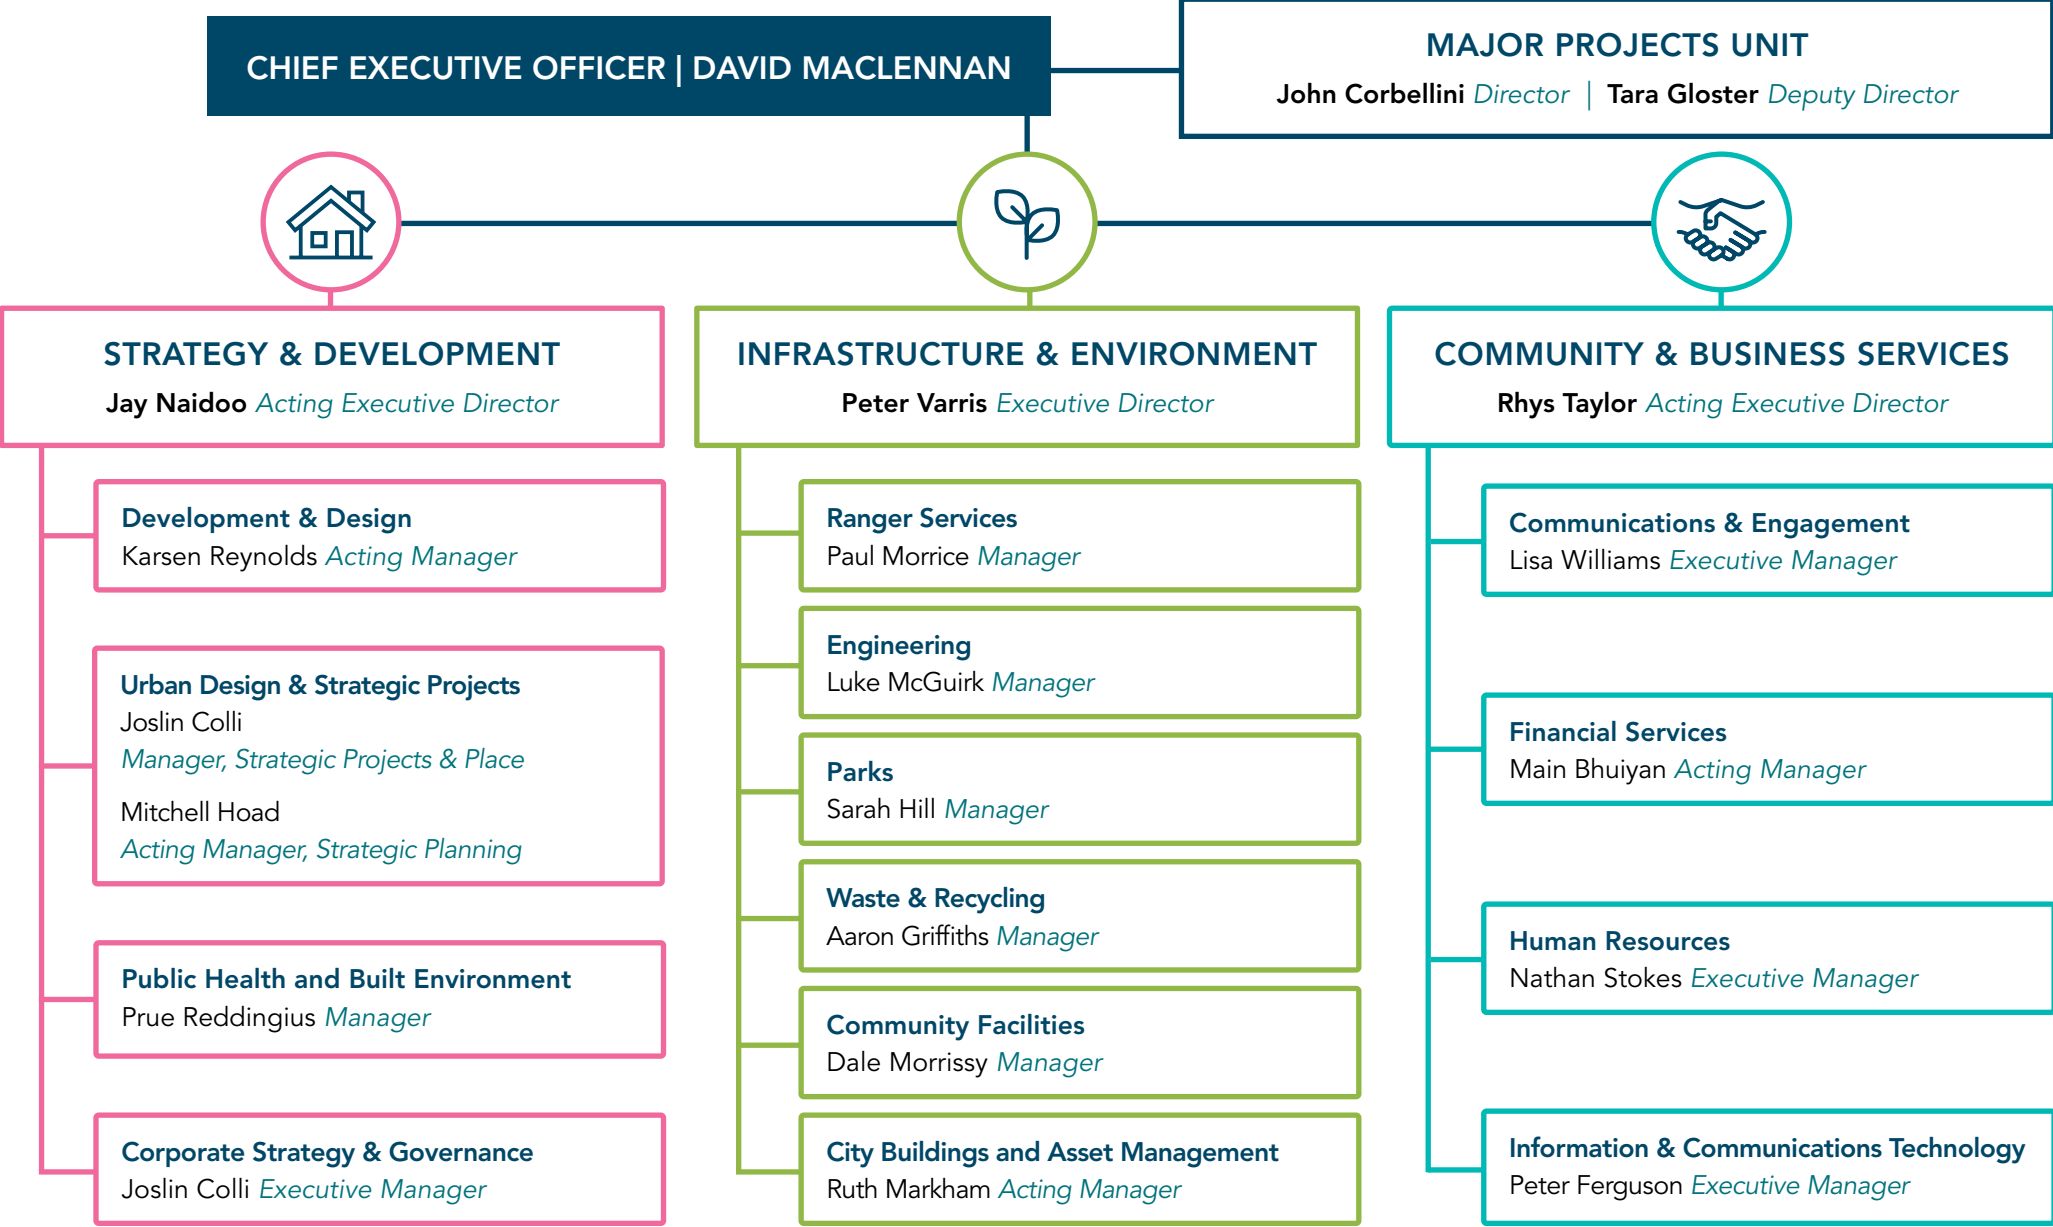 CHIEF EXECUTIVE OFFICER | DAVID MACLENNAN
MAJOR PROJECTS UNIT
John Corbellini Director | Tara Gloster Deputy Director
STRATEGY & DEVELOPMENT
Jay Naidoo Acting Executive Director
Development & Design
Karsen Reynolds Acting Manager
Urban Design & Strategic Projects
Joslin Colli
Manager, Strategic Projects & Place
Mitchell Hoad
Acting Manager, Strategic Planning
Public Health and Built Environment
Prue Reddingius Manager
Corporate Strategy & Governance
Joslin Colli Executive Manager
INFRASTRUCTURE & ENVIRONMENT
Peter Varris Executive Director
Ranger Services
Paul Morrice Manager
Engineering
Luke McGuirk Manager
Parks
Sarah Hill Manager
Waste & Recycling
Aaron Griffiths Manager
Community Facilities
Dale Morrissy Manager
City Buildings and Asset Management
Ruth Markham Acting Manager
COMMUNITY & BUSINESS SERVICES
Rhys Taylor Acting Executive Director
Communications & Engagement
Lisa Williams Executive Manager
Financial Services
Main Bhuiyan Acting Manager
Human Resources
Nathan Stokes Executive Manager
Information & Communications Technology
Peter Ferguson Executive Manager